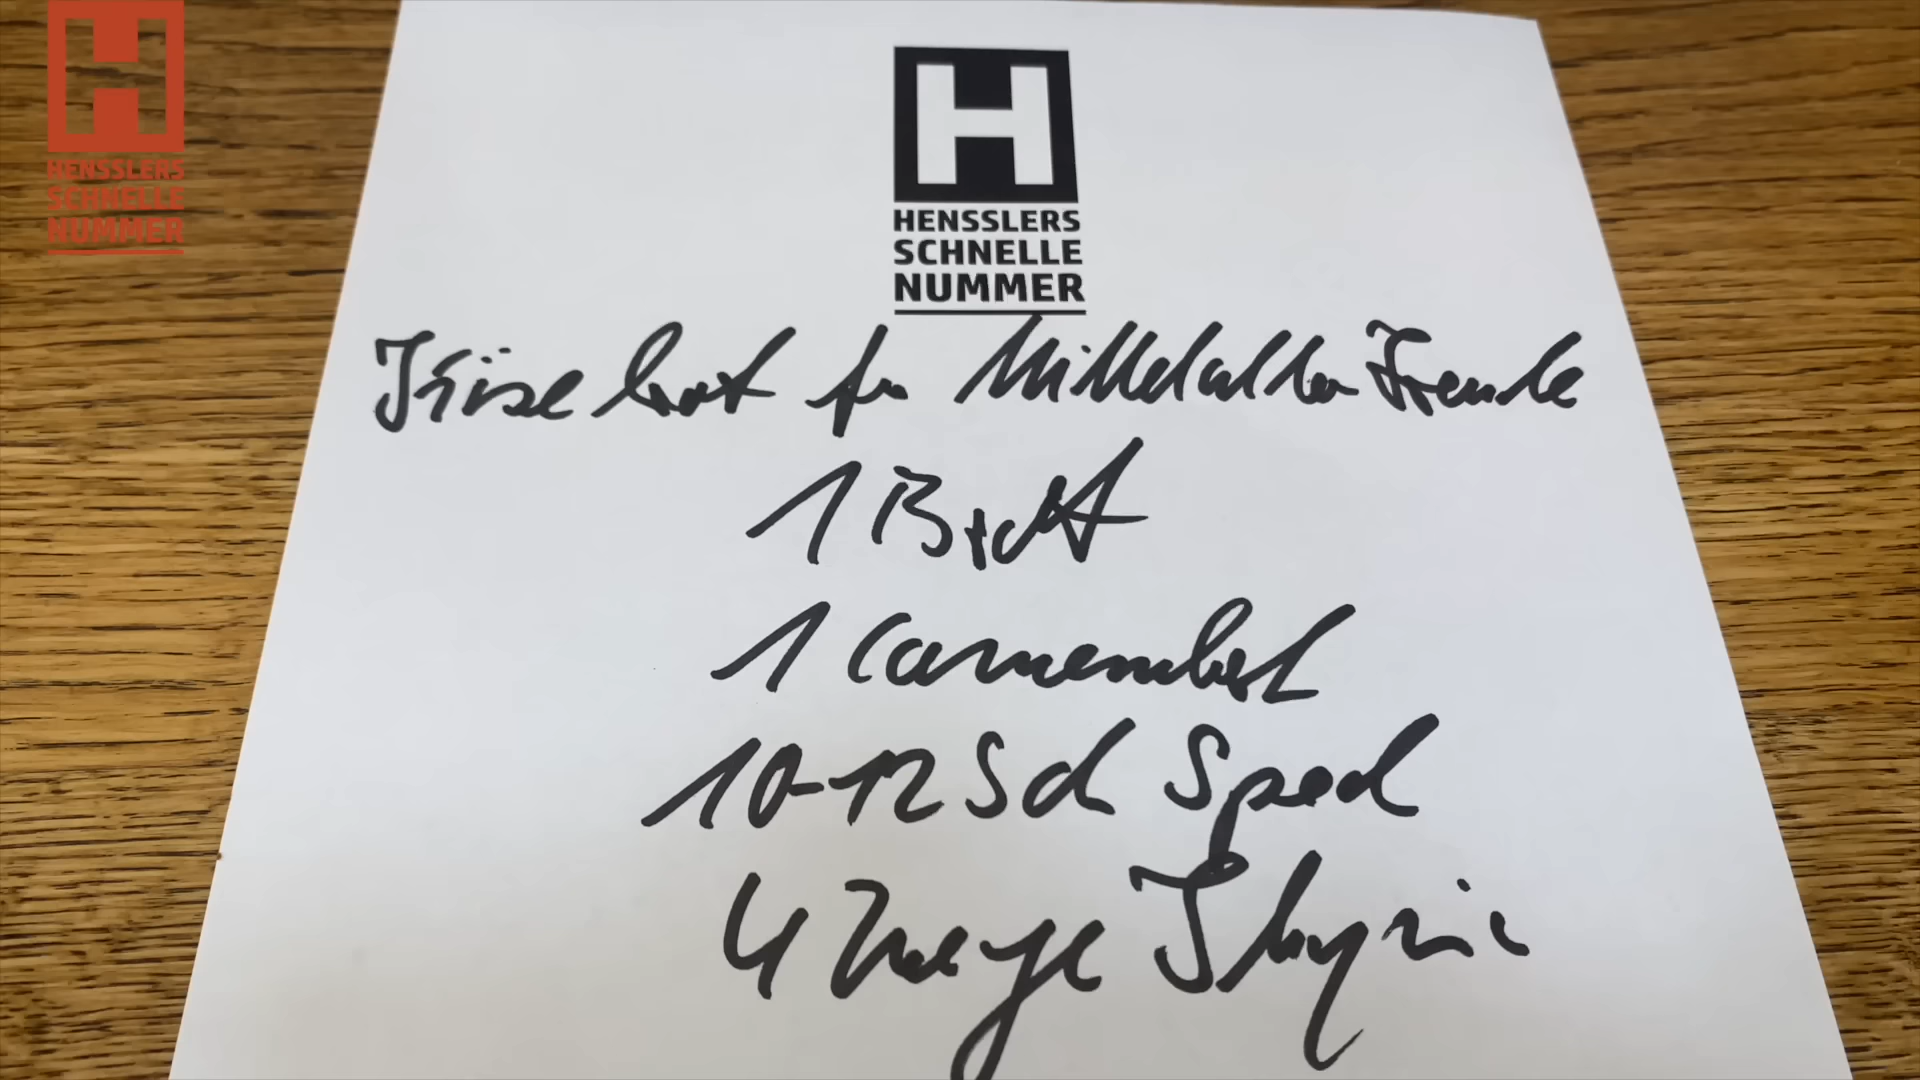 HENSSLERS
SCHNELLE
NUMMER
HENSSLERS
SCHNELLE
NUMMER
Käsebrot für Mittelalter Freunde
1 Brot
1 Camembert
10-12 Sch Speck
4 Zweige Thymian